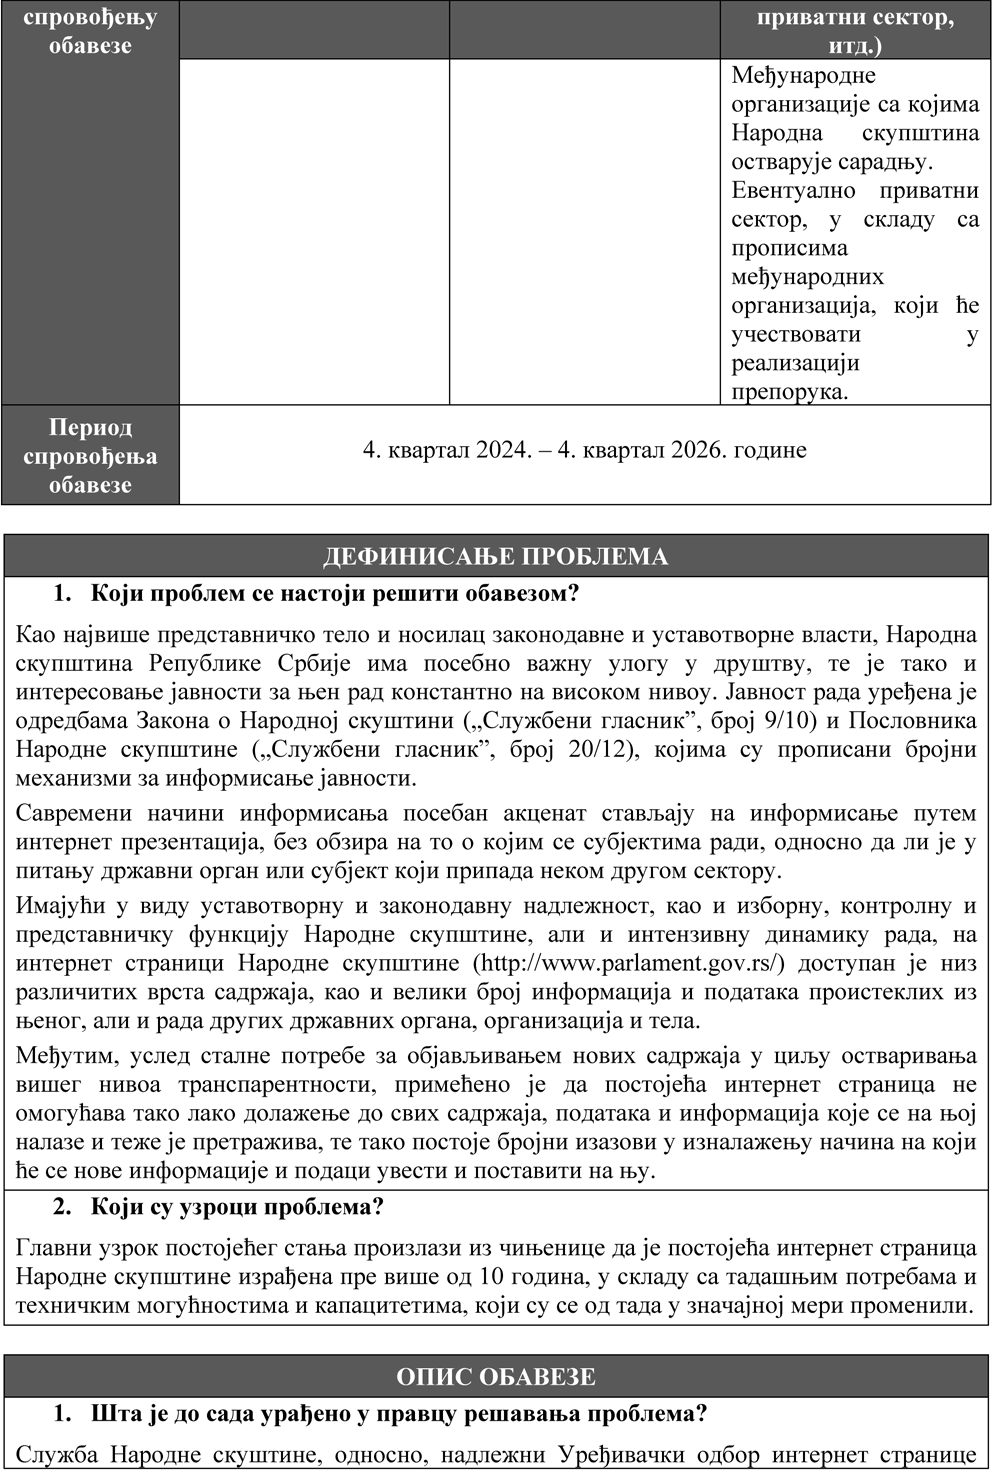 спровођењу
обавезе
приватни сектор,
итд.)
Међународне
организације са којима
Народна скупштина
остварује сарадњу.
Евентуално приватни
сектор, у складу са
прописима
међународних
организација, који ће
учествовати у
реализацији
препорука.
Период
спровођења
обавезе
4. квартал 2024. – 4. квартал 2026. године
ДЕФИНИСАЊЕ ПРОБЛЕМА
1. Који проблем се настоји решити обавезом?
Као највише представничко тело и носилац законодавне и уставотворне власти, Народна
скупштина Републике Србије има посебно важну улогу у друштву, те је тако и
интересовање јавности за њен рад константно на високом нивоу. Јавност рада уређена је
одредбама Закона о Народној скуштини („Службени гласник”, број 9/10) и Пословника
Народне скупштине („Службени гласник”, број 20/12), којима су прописани бројни
механизми за информисање јавности.
Савремени начини информисања посебан акценат стављају на информисање путем
интернет презентација, без обзира на то о којим се субјектима ради, односно да ли је у
питању државни орган или субјект који припада неком другом сектору.
Имајући у виду уставотворну и законодавну надлежност, као и изборну, контролну и
представничку функцију Народне скупштине, али и интензивну динамику рада, на
интернет страници Народне скупштине (http://www.parlament.gov.rs/) доступан је низ
различитих врста садржаја, као и велики број информација и података проистеклих из
њеног, али и рада других државних органа, организација и тела.
Међутим, услед сталне потребе за објављивањем нових садржаја у циљу остваривања
вишег нивоа транспарентности, примећено је да постојећа интернет страница не
омогућава тако лако долажење до свих садржаја, података и информација које се на њој
налазе и теже је претражива, те тако постоје бројни изазови у изналажењу начина на који
ће се нове информације и подаци увести и поставити на њу.
2. Који су узроци проблема?
Главни узрок постојећег стања произлази из чињенице да је постојећа интернет страница
Народне скупштине израђена пре више од 10 година, у складу са тадашњим потребама и
техничким могућностима и капацитетима, који су се од тада у значајној мери променили.
ОПИС ОБАВЕЗЕ
1. Шта је до сада урађено у правцу решавања проблема?
Служба Народне скуштине, односно, надлежни Уређивачки одбор интернет странице